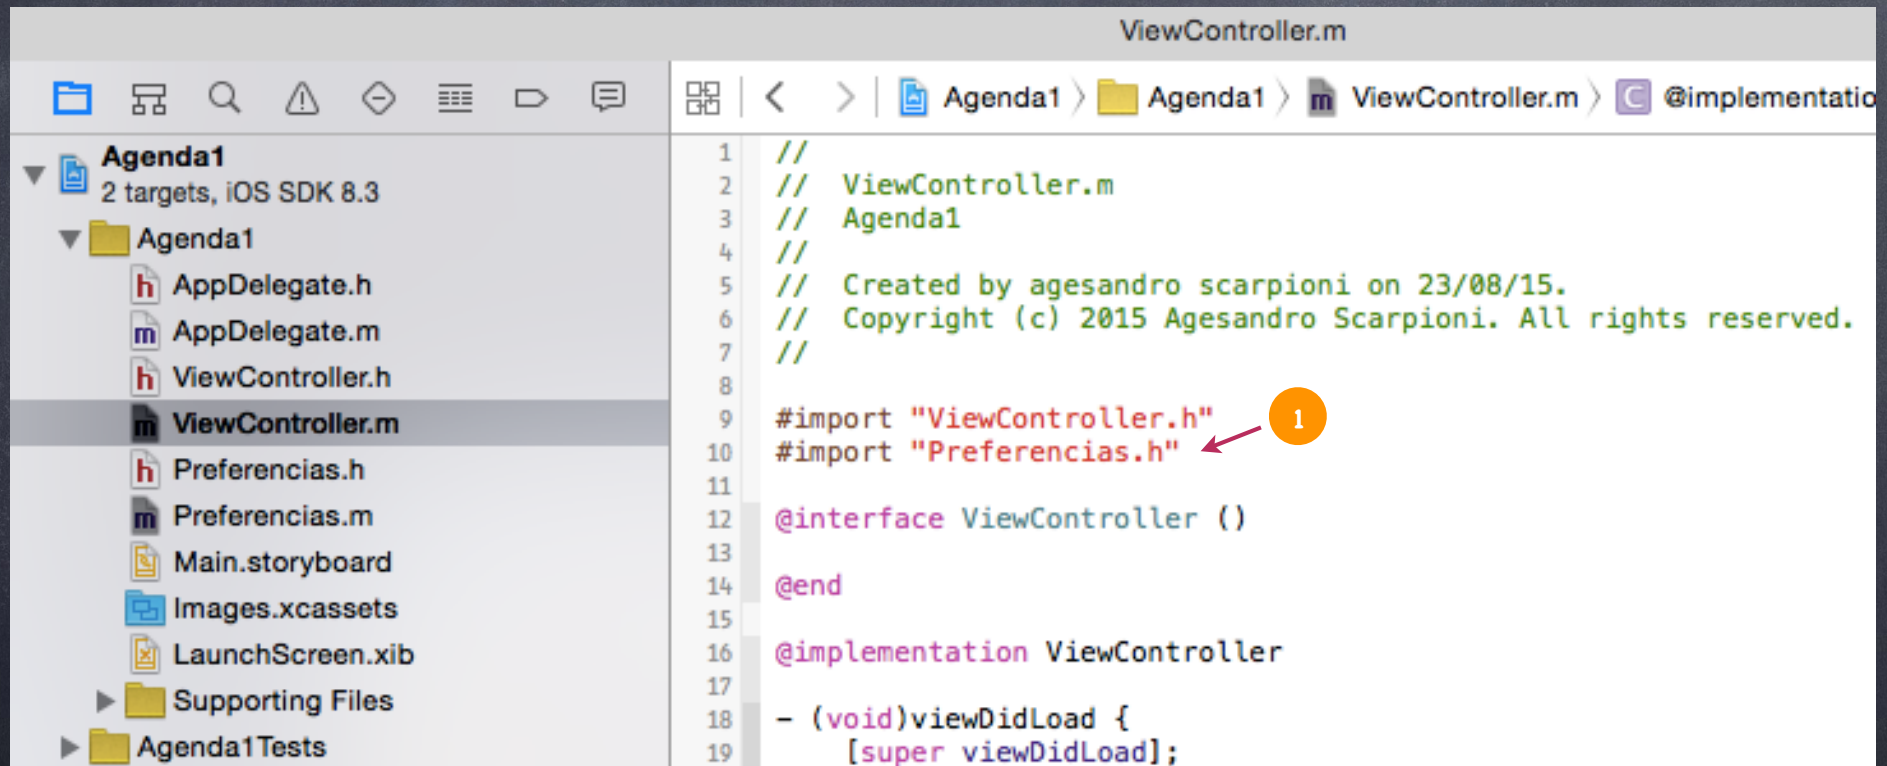 ViewController.m
Agenda1 〉 Agenda1 〉 m ViewController.m 〉 C @implementatio
Agenda1
2 targets, iOS SDK 8.3
Agenda1
h AppDelegate.h
m AppDelegate.m
h ViewController.h
m ViewController.m
h Preferencias.h
m Preferencias.m
Main.storyboard
Images.xcassets
LaunchScreen.xib
Supporting Files
Agenda1Tests
1 //
2 //  ViewController.m
3 //  Agenda1
4 //
5 //  Created by agesandro scarpioni on 23/08/15.
6 //  Copyright (c) 2015 Agesandro Scarpioni. All rights reserved.
7 //
8
9 #import "ViewController.h"
1
10 #import "Preferencias.h"
11
12 @interface ViewController ()
13
14 @end
15
16 @implementation ViewController
17
18 - (void)viewDidLoad {
19     [super viewDidLoad];